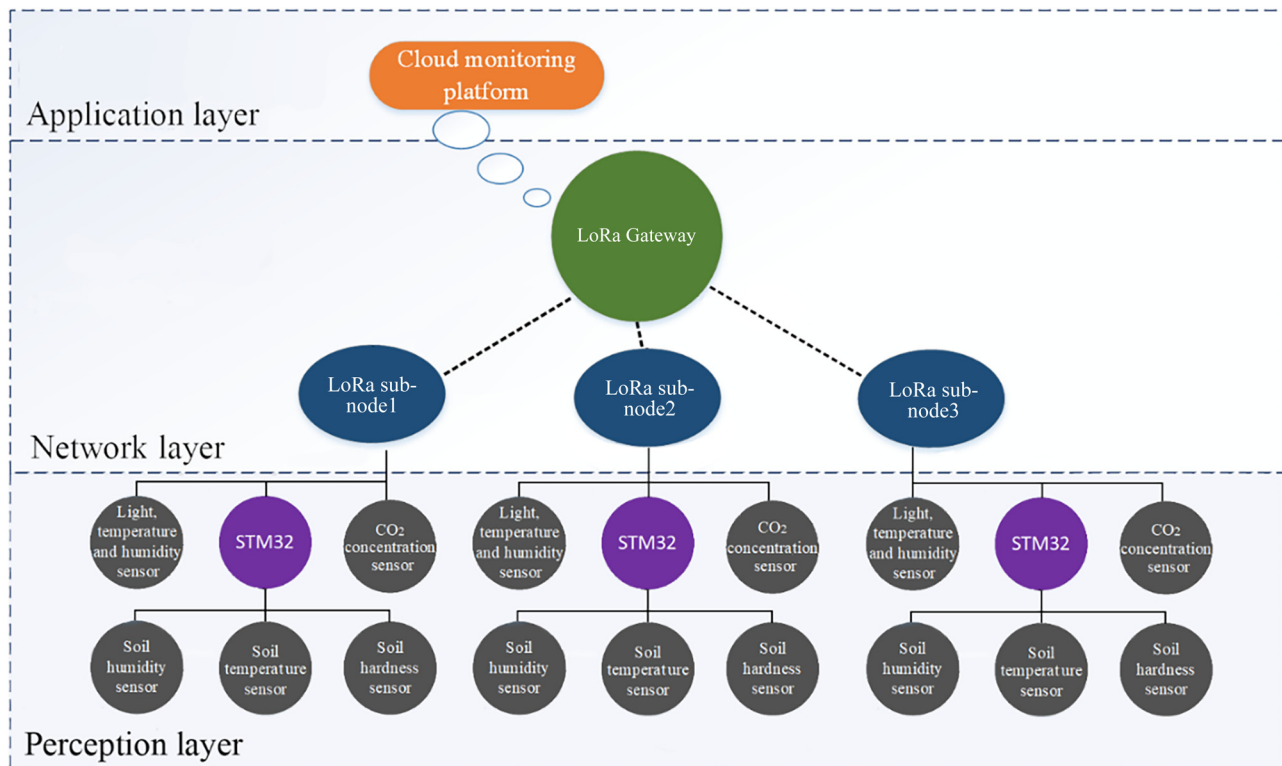 Cloud monitoring
platform
Application layer
LoRa Gateway
LoRa sub-
node1
LoRa sub-
node2
LoRa sub-
node3
Network layer
Light,
temperature
and humidity
sensor
STM32
CO₂
concentration
sensor
Light,
temperature
and humidity
sensor
STM32
CO₂
concentration
sensor
Light,
temperature
and humidity
sensor
STM32
CO₂
concentration
sensor
Soil
humidity
sensor
Soil
temperature
sensor
Soil
hardness
sensor
Soil
humidity
sensor
Soil
temperature
sensor
Soil
hardness
sensor
Soil
humidity
sensor
Soil
temperature
sensor
Soil
hardness
sensor
Perception layer